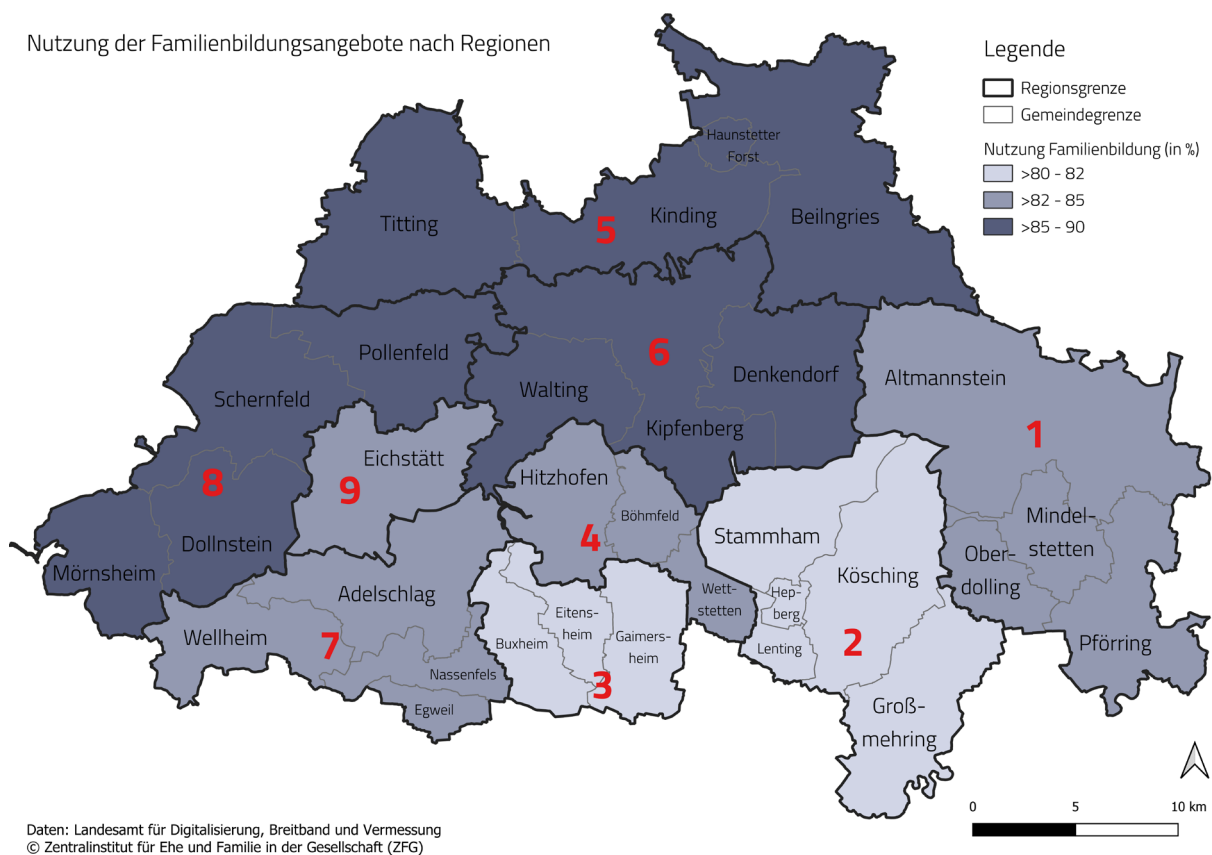 Nutzung der Familienbildungsangebote nach Regionen
Legende
Regionsgrenze
Gemeindegrenze
Nutzung Familienbildung (in %)
>80 - 82
>82 - 85
>85 - 90
Haunstetter
Forst
Titting
5
Kinding
Beilngries
Pollenfeld
6
Schernfeld
Walting
Denkendorf
Altmannstein
Kipfenberg
1
Eichstätt
Hitzhofen
8
9
Böhmfeld
4
Mindel-
stetten
Stammham
Dollnstein
Mörnsheim
Ober-
dolling
Kösching
Adelschlag
Wett-
stetten
Hep-
berg
Eitens-
heim
Wellheim
7
Buxheim
Gaimers-
heim
Lenting
2
Pförring
Nassenfels
3
Egweil
Groß-
mehring
0
5
10 km
Daten: Landesamt für Digitalisierung, Breitband und Vermessung
© Zentralinstitut für Ehe und Familie in der Gesellschaft (ZFG)